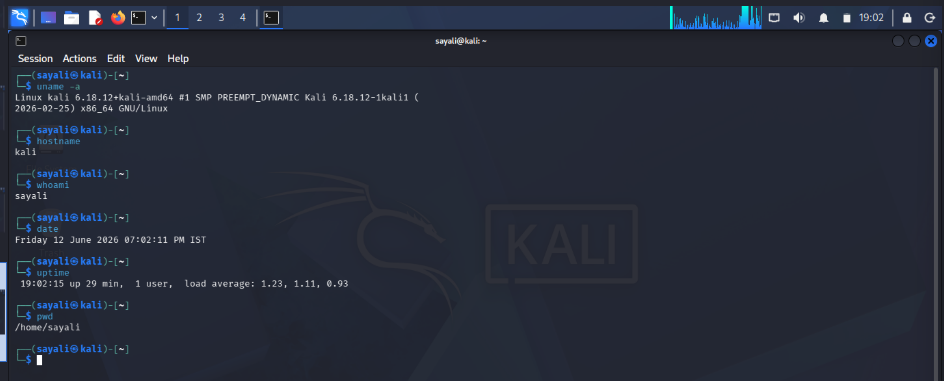 1 2 3 4 19:02
sayali@kali: ~
Session Actions Edit View Help
┌──(sayali㉿kali)-[~]
└─$ uname -a
Linux kali 6.18.12+kali-amd64 #1 SMP PREEMPT_DYNAMIC Kali 6.18.12-1kali1 (
2026-02-25) x86_64 GNU/Linux
┌──(sayali㉿kali)-[~]
└─$ hostname
kali
┌──(sayali㉿kali)-[~]
└─$ whoami
sayali
┌──(sayali㉿kali)-[~]
└─$ date
Friday 12 June 2026 07:02:11 PM IST
┌──(sayali㉿kali)-[~]
└─$ uptime
 19:02:15 up 29 min,  1 user,  load average: 1.23, 1.11, 0.93
┌──(sayali㉿kali)-[~]
└─$ pwd
/home/sayali
┌──(sayali㉿kali)-[~]
└─$
KALI